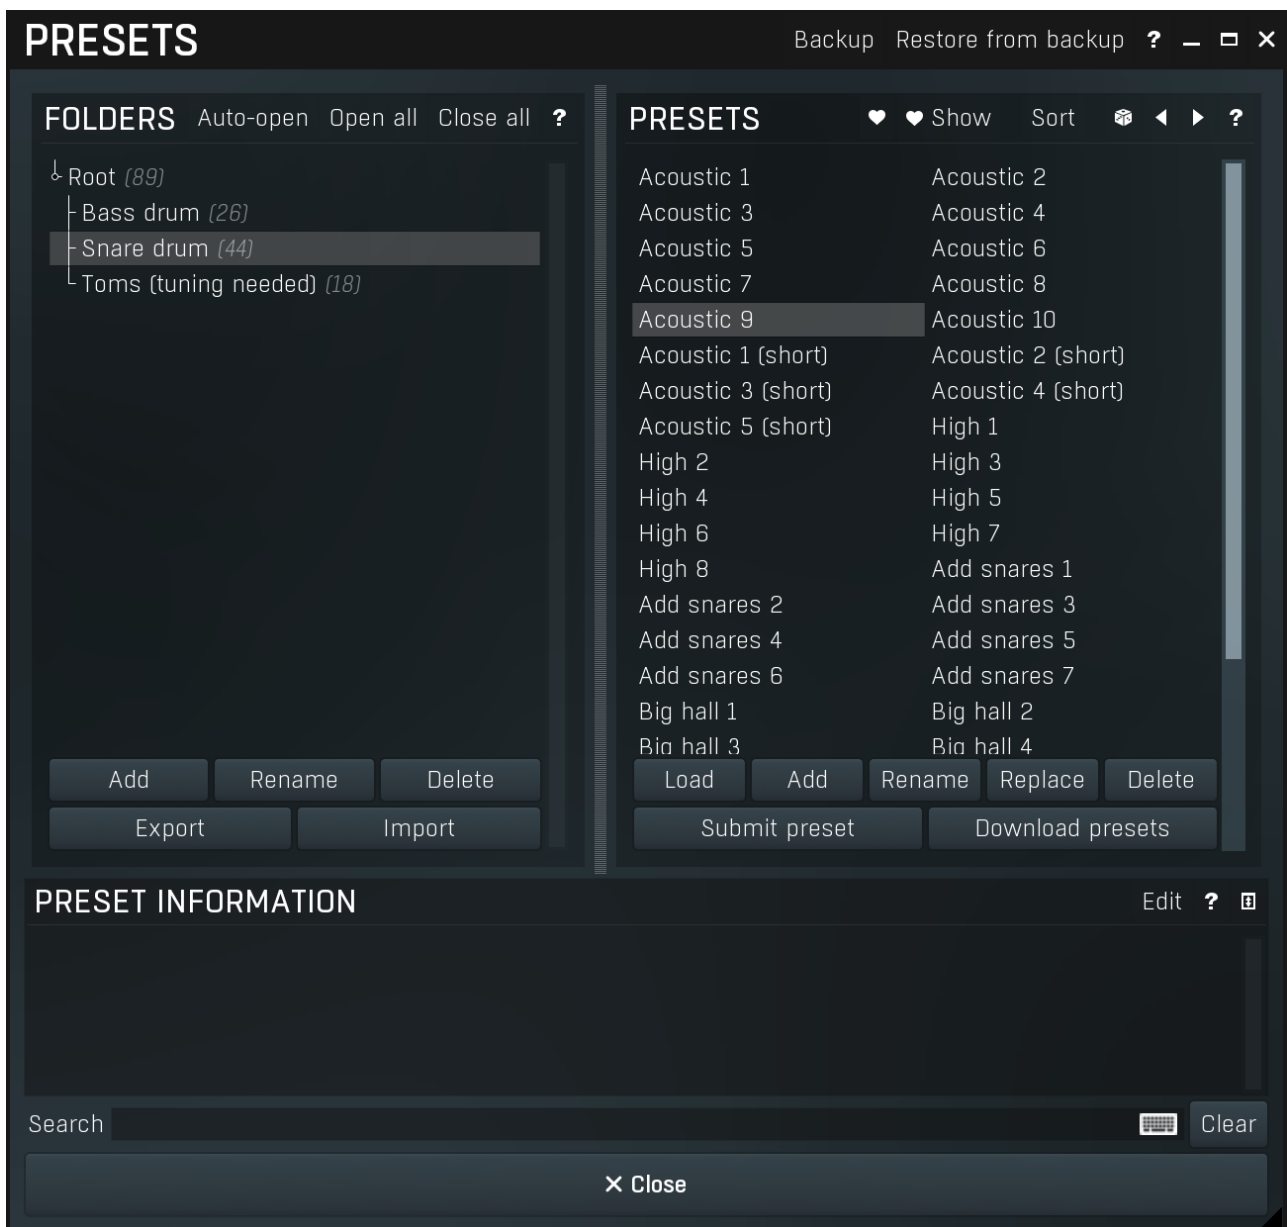 PRESETS Backup Restore from backup ?
FOLDERS Auto-open Open all Close all ?
Root (89)
Bass drum (26)
Snare drum (44)
Toms (tuning needed) (18)
Add Rename Delete
Export Import
PRESETS Show Sort ?
Acoustic 1 Acoustic 2
Acoustic 3 Acoustic 4
Acoustic 5 Acoustic 6
Acoustic 7 Acoustic 8
Acoustic 9 Acoustic 10
Acoustic 1 (short) Acoustic 2 (short)
Acoustic 3 (short) Acoustic 4 (short)
Acoustic 5 (short) High 1
High 2 High 3
High 4 High 5
High 6 High 7
High 8 Add snares 1
Add snares 2 Add snares 3
Add snares 4 Add snares 5
Add snares 6 Add snares 7
Big hall 1 Big hall 2
Big hall 3 Big hall 4
Load Add Rename Replace Delete
Submit preset Download presets
PRESET INFORMATION Edit ?
Search Clear
Close